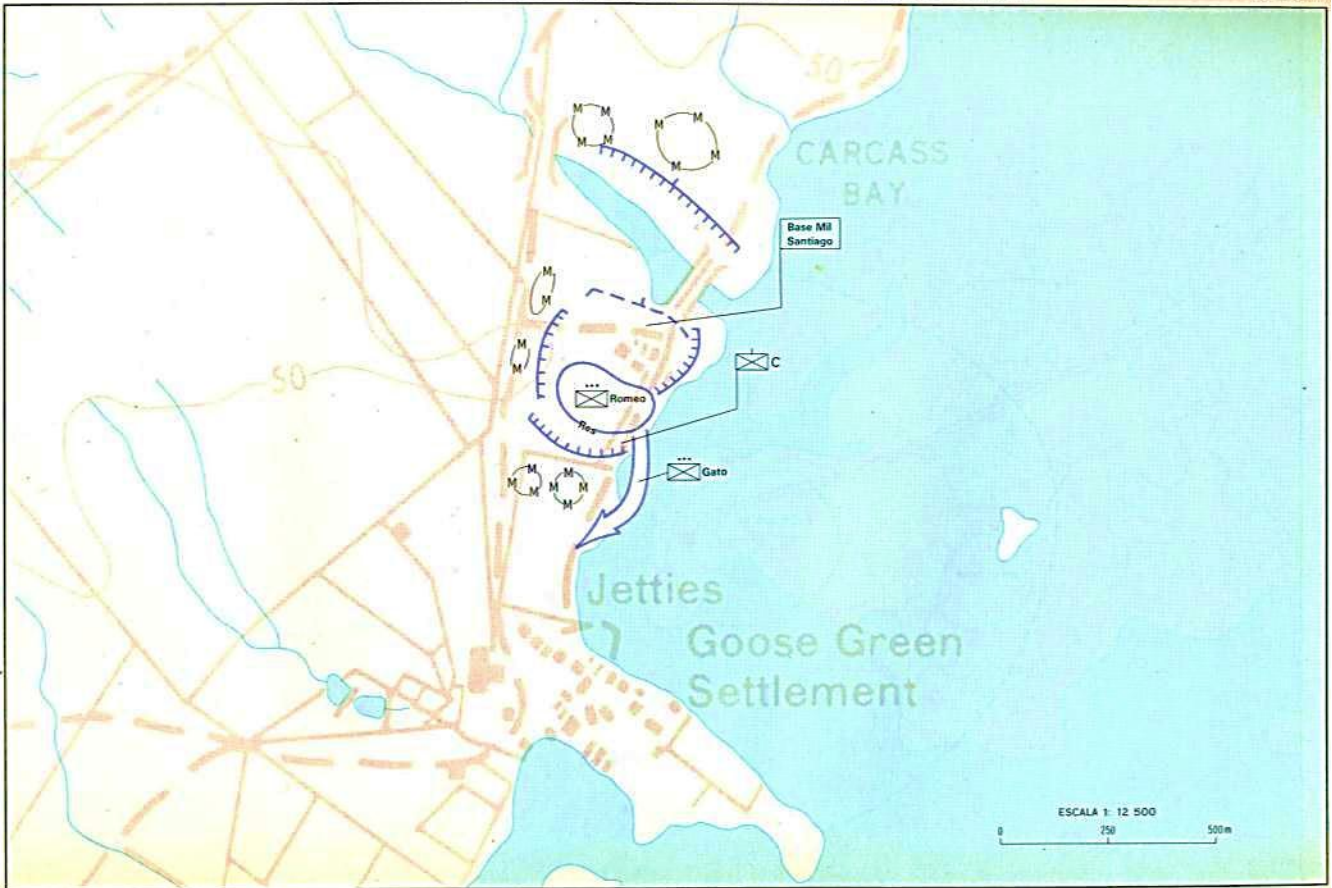 50
M M
M M
M M
M M
CARCASS
BAY
Base Mil
Santiago
M
M
M
M
50
C
Romeo
Res
Gato
M
M M
M
M M
M
Jetties
Goose Green
Settlement
ESCALA 1: 12 500
0 250 500m